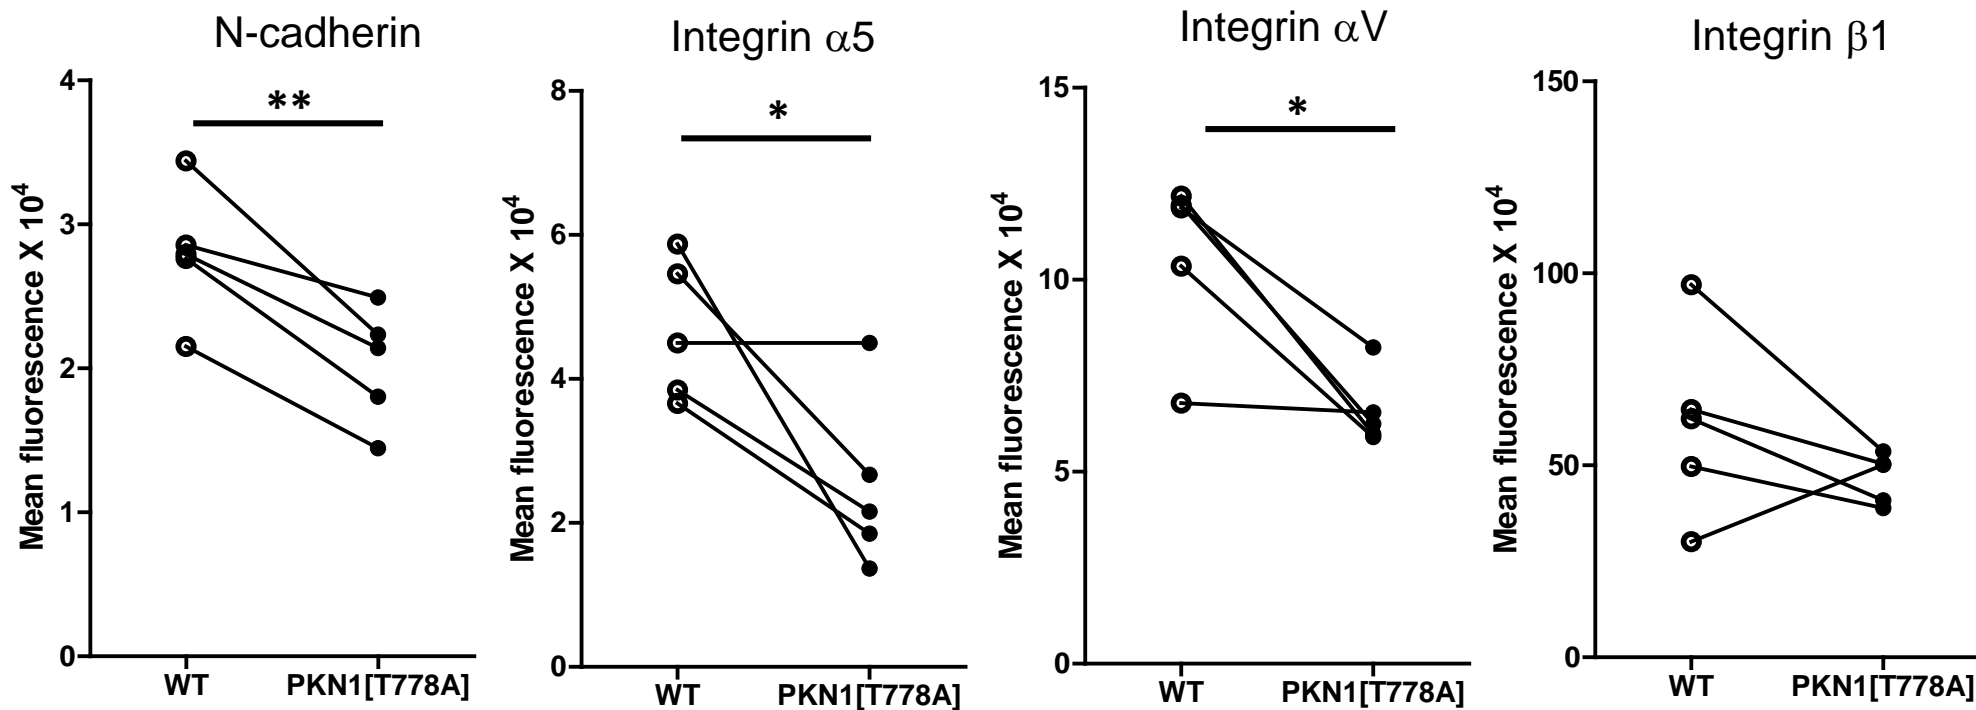 N-cadherin
Mean fluorescence X 10⁴
4
3
2
1
0
**
WT
PKN1[T778A]
Integrin α5
Mean fluorescence X 10⁴
8
6
4
2
0
*
WT
PKN1[T778A]
Integrin αV
Mean fluorescence X 10⁴
15
10
5
0
*
WT
PKN1[T778A]
Integrin β1
Mean fluorescence X 10⁴
150
100
50
0
WT
PKN1[T778A]